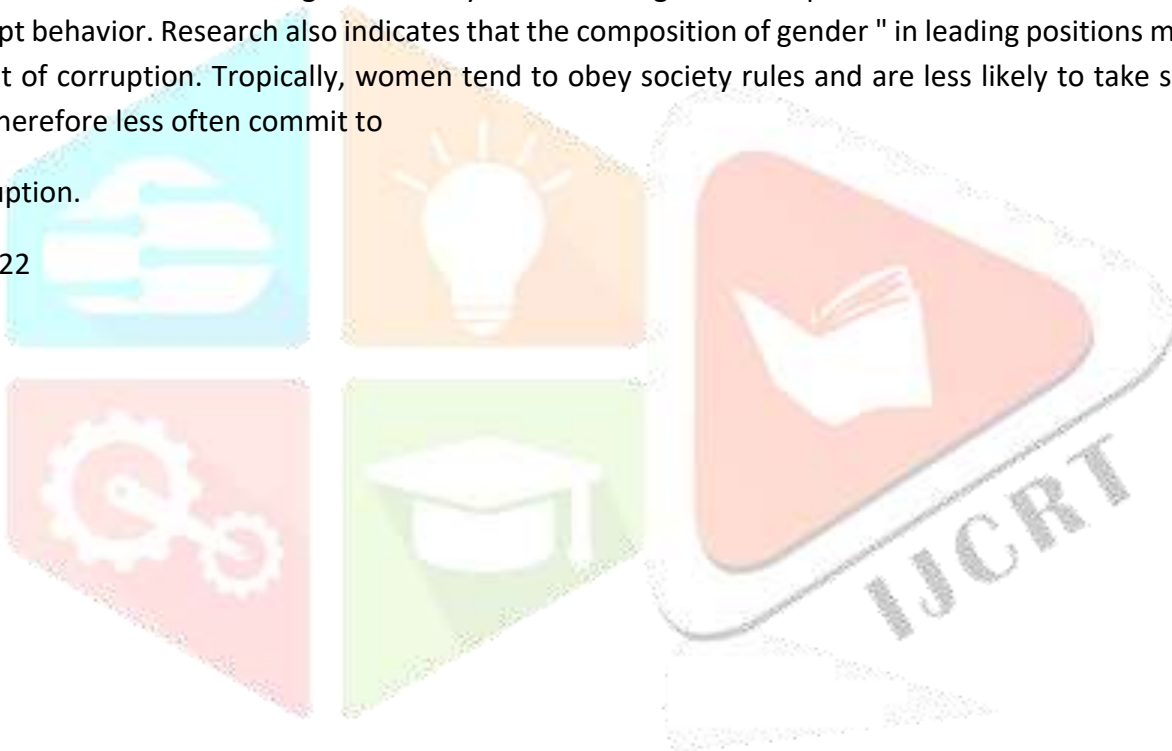 pt behavior. Research also indicates that the composition of gender " in leading positions m
t of corruption. Tropically, women tend to obey society rules and are less likely to take s
herefore less often commit to
uption.
22
IJCRT